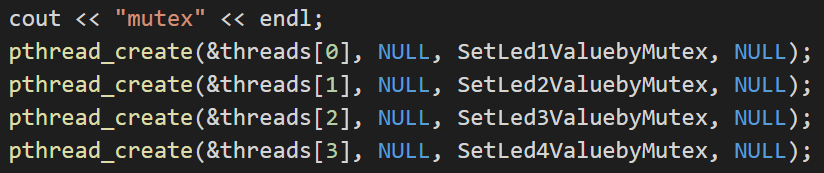 cout << "mutex" << endl;
pthread_create(&threads[0], NULL, SetLed1ValuebyMutex, NULL);
pthread_create(&threads[1], NULL, SetLed2ValuebyMutex, NULL);
pthread_create(&threads[2], NULL, SetLed3ValuebyMutex, NULL);
pthread_create(&threads[3], NULL, SetLed4ValuebyMutex, NULL);